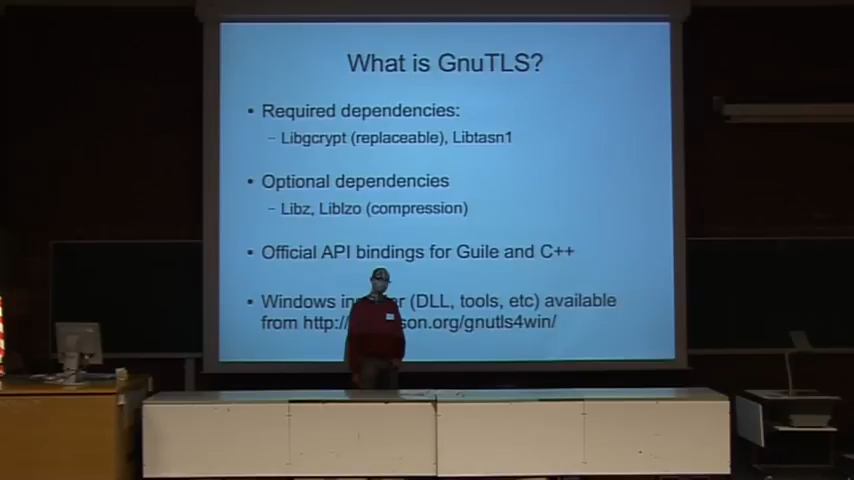 What is GnuTLS?
• Required dependencies:
– Libgcrypt (replaceable), Libtasn1
• Optional dependencies
– Libz, Liblzo (compression)
• Official API bindings for Guile and C++
• Windows (DLL, tools, etc) available
from http:// son.org/gnutls4win/